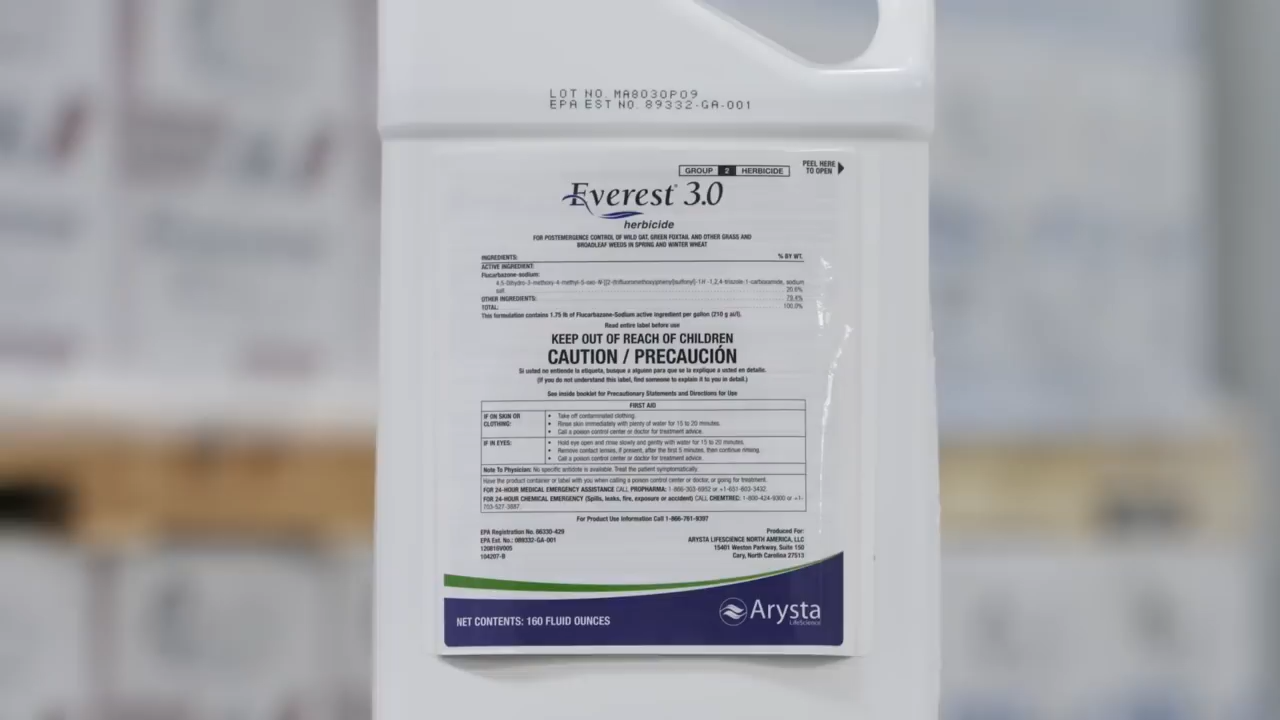 LOT NO. MA8030P09
EPA EST NO. 89332-GA-001
GROUP 2 HERBICIDE
PEEL HERE
TO OPEN
Everest® 3.0
herbicide
FOR POSTEMERGENCE CONTROL OF WILD OAT, GREEN FOXTAIL AND OTHER GRASS AND
BROADLEAF WEEDS IN SPRING AND WINTER WHEAT
INGREDIENTS: % BY WT.
ACTIVE INGREDIENT:
Flucarbazone-sodium:
4,5-Dihydro-3-methoxy-4-methyl-5-oxo-N-[[2-(trifluoromethoxy)phenyl]sulfonyl]-1H-1,2,4-triazole-1-carboxamide, sodium
salt 20.6%
OTHER INGREDIENTS: 79.4%
TOTAL: 100.0%
This formulation contains 1.75 lb of Flucarbazone-Sodium active ingredient per gallon (210 g ai/l).
Read entire label before use
KEEP OUT OF REACH OF CHILDREN
CAUTION / PRECAUCIÓN
Si usted no entiende la etiqueta, busque a alguien para que se la explique a usted en detalle.
(If you do not understand this label, find someone to explain it to you in detail.)
See inside booklet for Precautionary Statements and Directions for Use
FIRST AID
IF ON SKIN OR
CLOTHING:
• Take off contaminated clothing.
• Rinse skin immediately with plenty of water for 15 to 20 minutes.
• Call a poison control center or doctor for treatment advice.
IF IN EYES:
• Hold eye open and rinse slowly and gently with water for 15 to 20 minutes.
• Remove contact lenses, if present, after the first 5 minutes, then continue rinsing.
• Call a poison control center or doctor for treatment advice.
Note To Physician: No specific antidote is available. Treat the patient symptomatically.
Have the product container or label with you when calling a poison control center or doctor, or going for treatment.
FOR 24-HOUR MEDICAL EMERGENCY ASSISTANCE CALL PROPHARMA: 1-866-303-6952 or +1-651-603-3432.
FOR 24-HOUR CHEMICAL EMERGENCY (Spills, leaks, fire, exposure or accident) CALL CHEMTREC: 1-800-424-9300 or +1-
703-527-3887.
For Product Use Information Call 1-866-761-9397
EPA Registration No. 66330-429
EPA Est. No.: 089332-GA-001
120816V005
104207-B
Produced For:
ARYSTA LIFESCIENCE NORTH AMERICA, LLC
15401 Weston Parkway, Suite 150
Cary, North Carolina 27513
NET CONTENTS: 160 FLUID OUNCES
Arysta
LifeScience